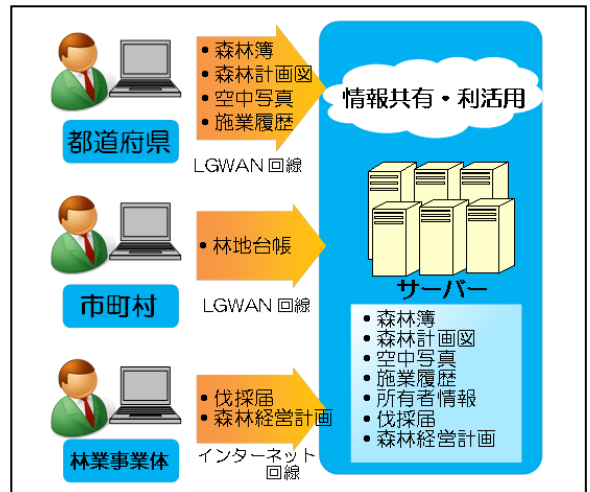 • 森林簿
• 森林計画図
• 空中写真
• 施業履歴
都道府県
LGWAN 回線
• 林地台帳
市町村
LGWAN 回線
• 伐採届
• 森林経営計画
林業事業体
インターネット
回線
情報共有・利活用
サーバー
• 森林簿
• 森林計画図
• 空中写真
• 施業履歴
• 所有者情報
• 伐採届
• 森林経営計画